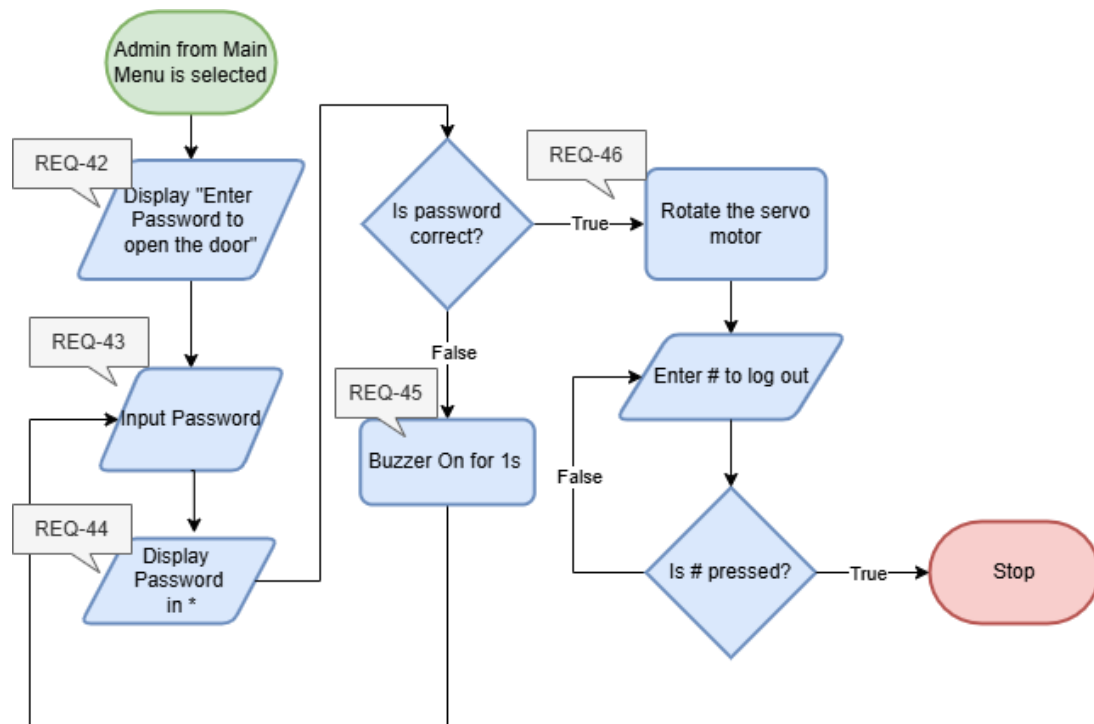 Admin from Main
Menu is selected
REQ-42
Display "Enter
Password to
open the door"
REQ-43
Input Password
REQ-44
Display
Password
in *
Is password
correct?
True
False
REQ-45
Buzzer On for 1s
REQ-46
Rotate the servo
motor
Enter # to log out
False
Is # pressed?
True
Stop